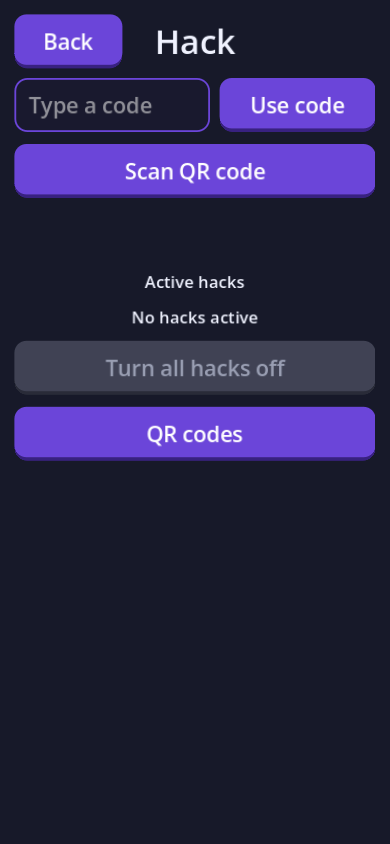 Back
Hack
Type a code
Use code
Scan QR code
Active hacks
No hacks active
Turn all hacks off
QR codes